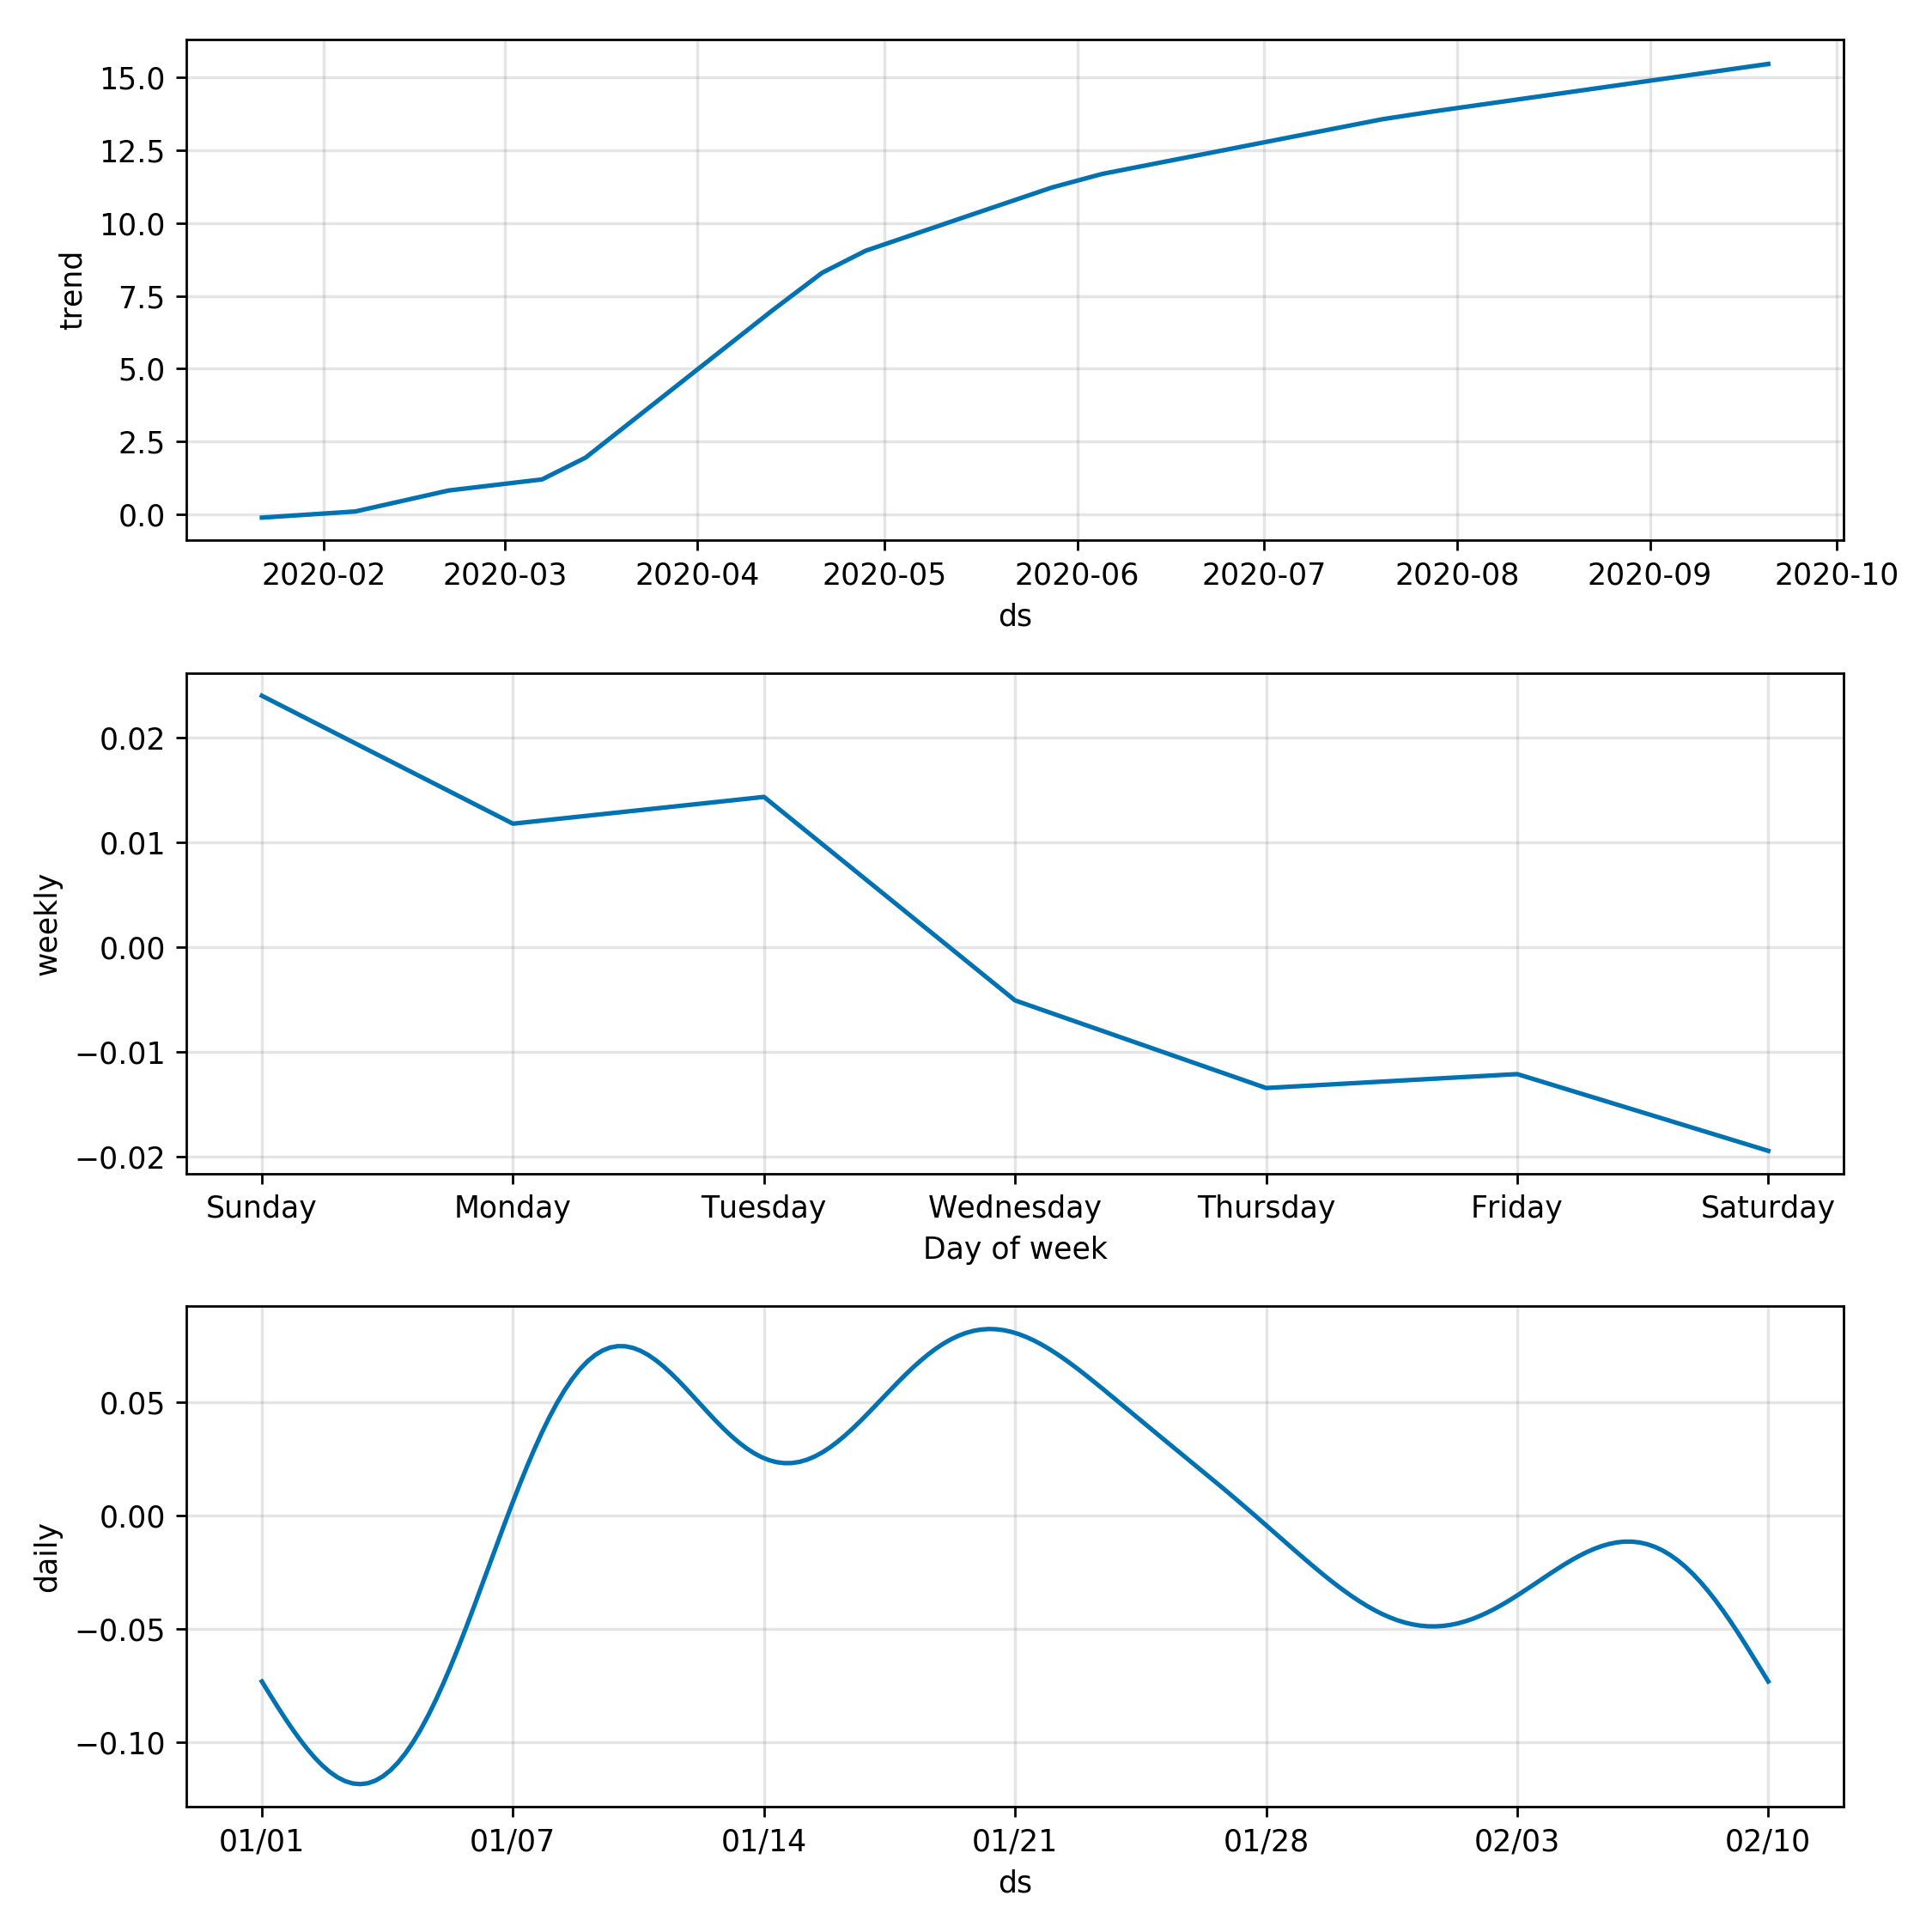 15.0
12.5
10.0
7.5
5.0
2.5
0.0
trend
2020-02 2020-03 2020-04 2020-05 2020-06 2020-07 2020-08 2020-09 2020-10
ds
0.02
0.01
0.00
−0.01
−0.02
weekly
Sunday Monday Tuesday Wednesday Thursday Friday Saturday
Day of week
0.05
0.00
−0.05
−0.10
daily
01/01 01/07 01/14 01/21 01/28 02/03 02/10
ds